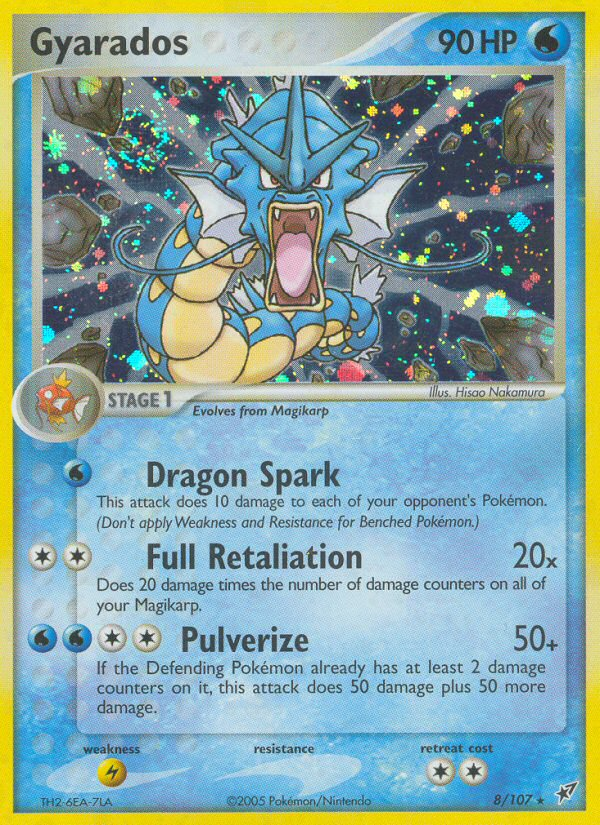 Gyarados 90 HP
Illus. Hisao Nakamura
STAGE 1
Evolves from Magikarp
Dragon Spark
This attack does 10 damage to each of your opponent's Pokémon.
(Don't apply Weakness and Resistance for Benched Pokémon.)
Full Retaliation 20x
Does 20 damage times the number of damage counters on all of
your Magikarp.
Pulverize 50+
If the Defending Pokémon already has at least 2 damage
counters on it, this attack does 50 damage plus 50 more
damage.
weakness resistance retreat cost
TH2-6EA-7LA ©2005 Pokémon/Nintendo 8/107 ★